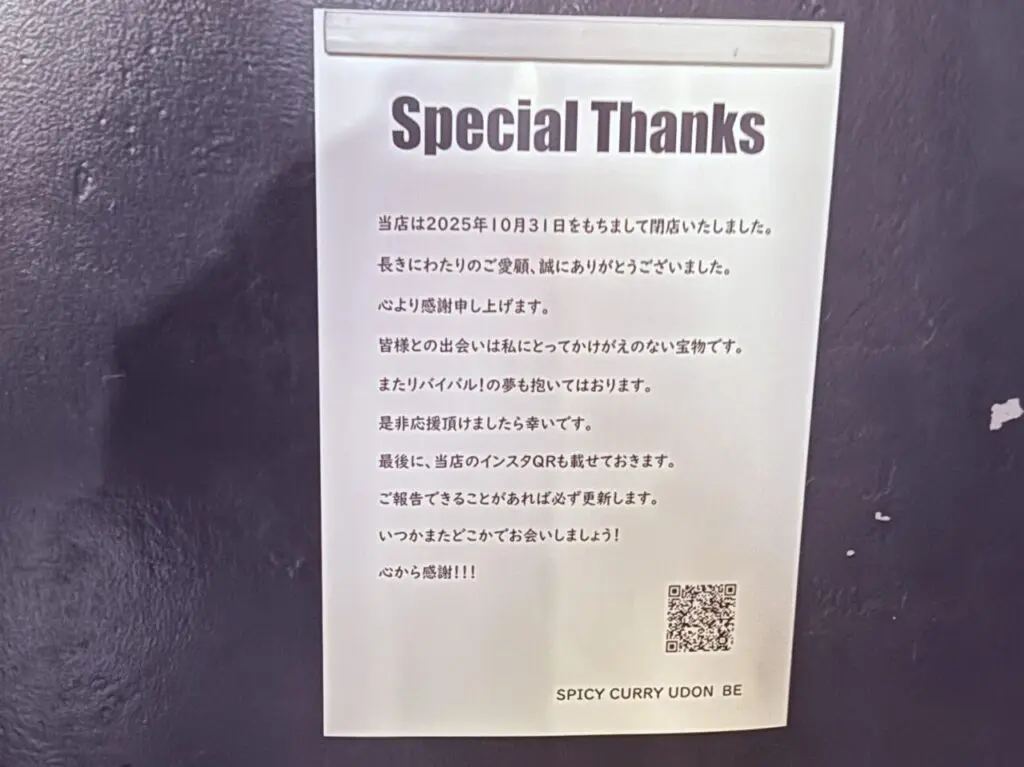 Special Thanks
当店は2025年10月31日をもちまして閉店いたしました。
長きにわたりのご愛顧、誠にありがとうございました。
心より感謝申し上げます。
皆様との出会いは私にとってかけがえのない宝物です。
またリバイバル!の夢も抱いてはおります。
是非応援頂けましたら幸いです。
最後に、当店のインスタQRも載せておきます。
ご報告できることがあれば必ず更新します。
いつかまたどこかでお会いしましょう!
心から感謝!!!
SPICY CURRY UDON BE